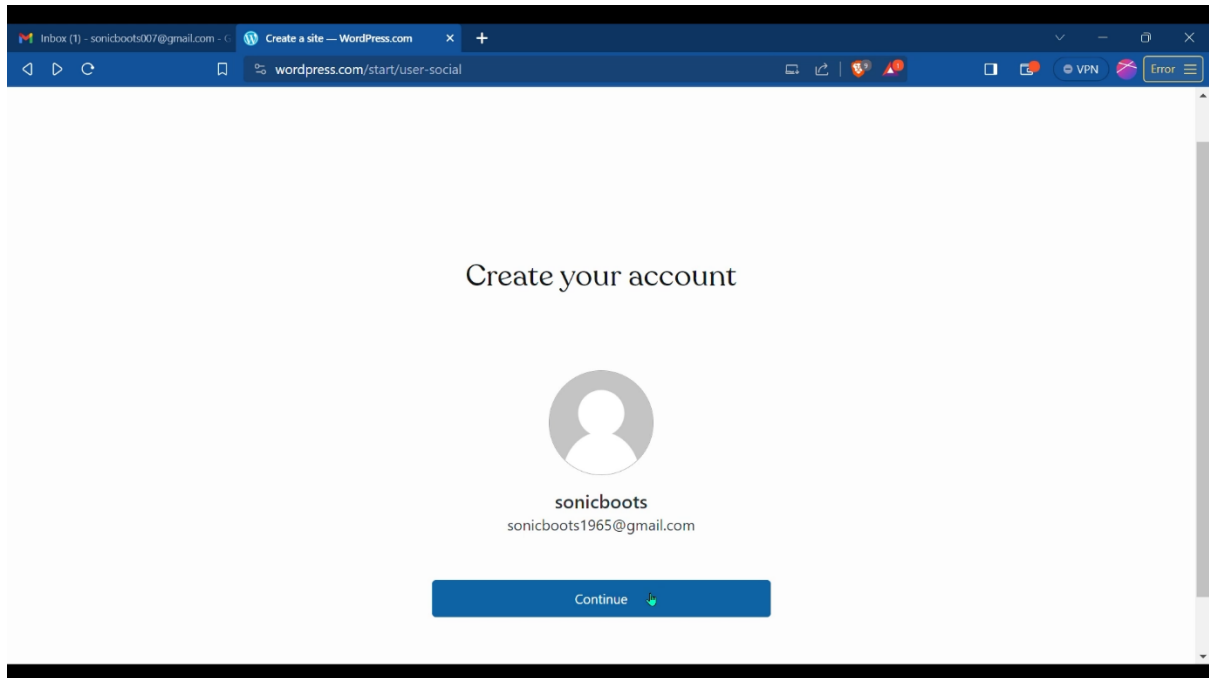 Inbox (1) - sonicboots007@gmail.com - G
Create a site — WordPress.com
wordpress.com/start/user-social
VPN
Error
Create your account
sonicboots
sonicboots1965@gmail.com
Continue